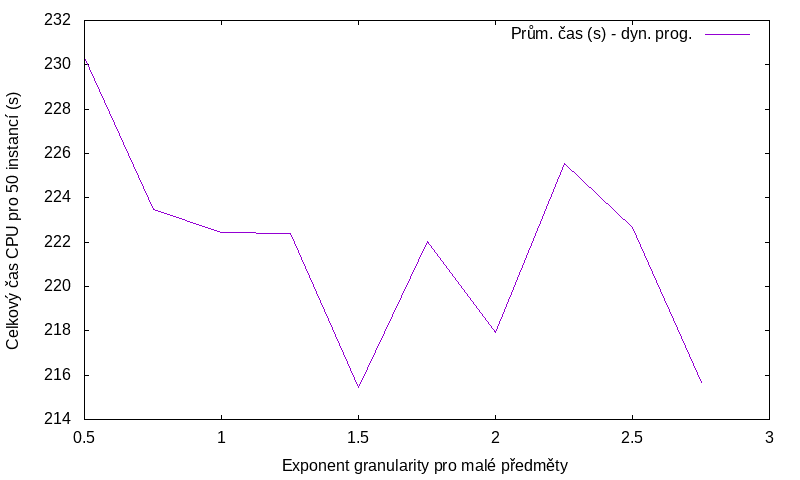 Prům. čas (s) - dyn. prog.
Celkový čas CPU pro 50 instancí (s)
232
230
228
226
224
222
220
218
216
214
0.5 1 1.5 2 2.5 3
Exponent granularity pro malé předměty